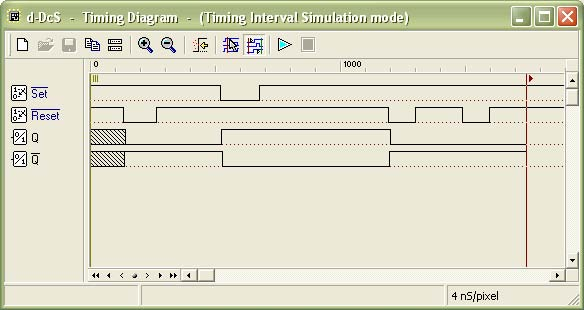 d-DcS - Timing Diagram - (Timing Interval Simulation mode)
0 1000
Set
Reset
Q
Q̅
4 nS/pixel